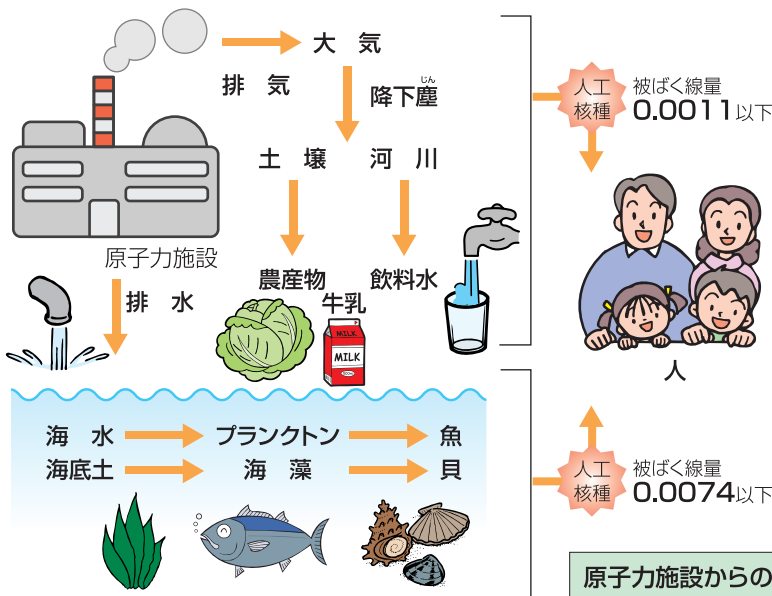 大気
排気
じん
降下塵
土壌 河川
原子力施設
排水
農産物 飲料水
牛乳
MILK
MILK
人工
核種
被ばく線量
0.0011以下
人
海水 プランクトン 魚
海底土 海藻 貝
人工
核種
被ばく線量
0.0074以下
原子力施設からの